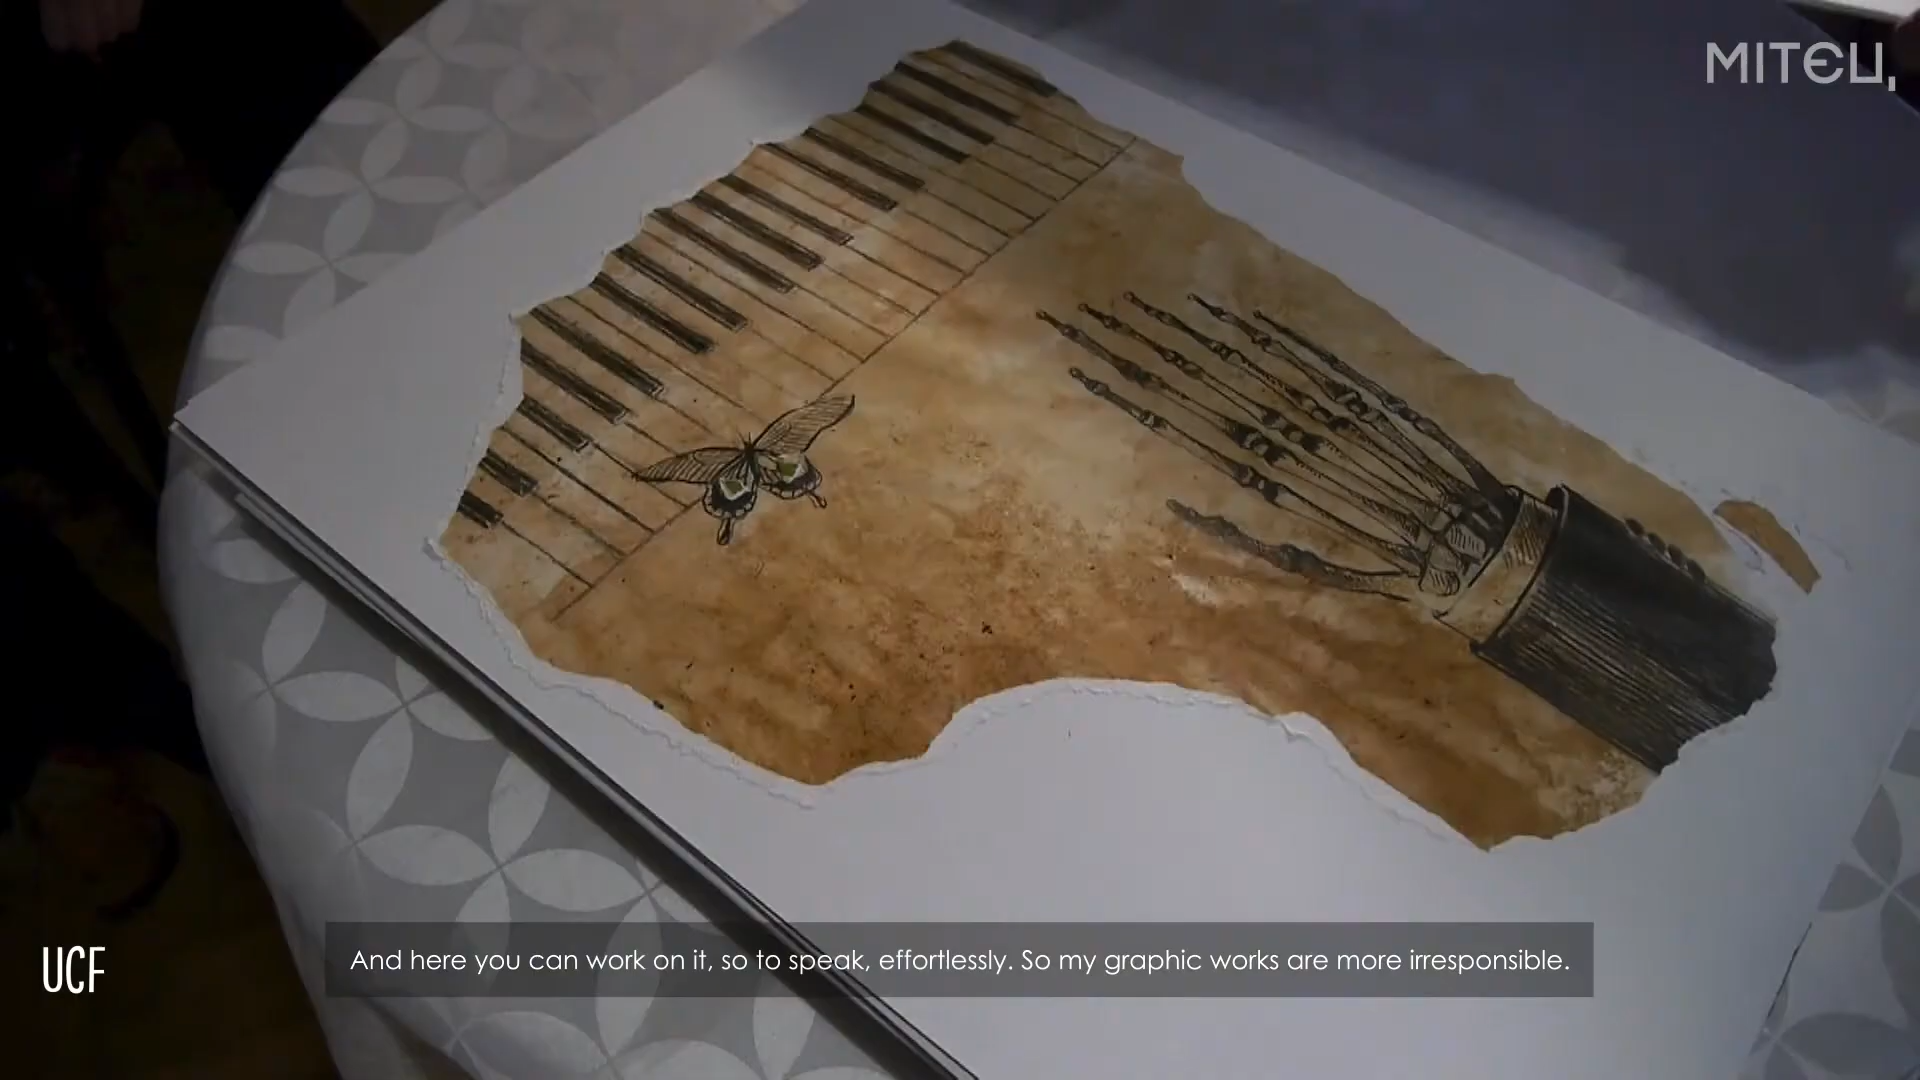 МІТЄЦ,
UCF
And here you can work on it, so to speak, effortlessly. So my graphic works are more irresponsible.